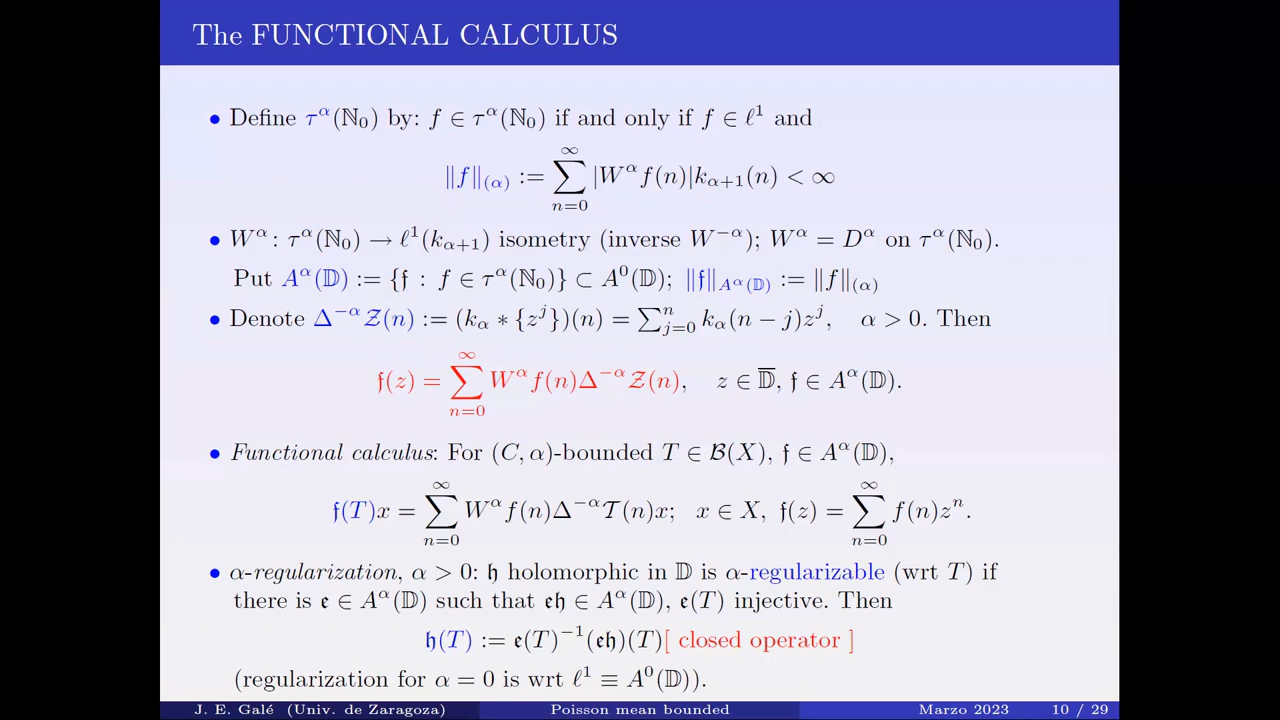 The FUNCTIONAL CALCULUS
• Define τ^α(ℕ₀) by: f ∈ τ^α(ℕ₀) if and only if f ∈ ℓ¹ and
‖f‖_(α) := ∑_{n=0}^{∞} |W^α f(n)|k_{α+1}(n) < ∞
• W^α : τ^α(ℕ₀) → ℓ¹(k_{α+1}) isometry (inverse W^{−α}); W^α = D^α on τ^α(ℕ₀).
Put A^α(𝔻) := {𝔣 : f ∈ τ^α(ℕ₀)} ⊂ A⁰(𝔻); ‖𝔣‖_{A^α(𝔻)} := ‖f‖_(α)
• Denote Δ^{−α}𝒵(n) := (k_α ∗ {z^j})(n) = ∑_{j=0}^{n} k_α(n − j)z^j, α > 0. Then
𝔣(z) = ∑_{n=0}^{∞} W^α f(n)Δ^{−α}𝒵(n), z ∈ 𝔻̅, 𝔣 ∈ A^α(𝔻).
• Functional calculus: For (C, α)-bounded T ∈ ℬ(X), 𝔣 ∈ A^α(𝔻),
𝔣(T)x = ∑_{n=0}^{∞} W^α f(n)Δ^{−α}𝒯(n)x; x ∈ X, 𝔣(z) = ∑_{n=0}^{∞} f(n)z^n.
• α-regularization, α > 0: 𝔥 holomorphic in 𝔻 is α-regularizable (wrt T) if
there is 𝔢 ∈ A^α(𝔻) such that 𝔢𝔥 ∈ A^α(𝔻), 𝔢(T) injective. Then
𝔥(T) := 𝔢(T)^{−1}(𝔢𝔥)(T)[ closed operator ]
(regularization for α = 0 is wrt ℓ¹ ≡ A⁰(𝔻)).
J. E. Galé (Univ. de Zaragoza) Poisson mean bounded Marzo 2023 10 / 29